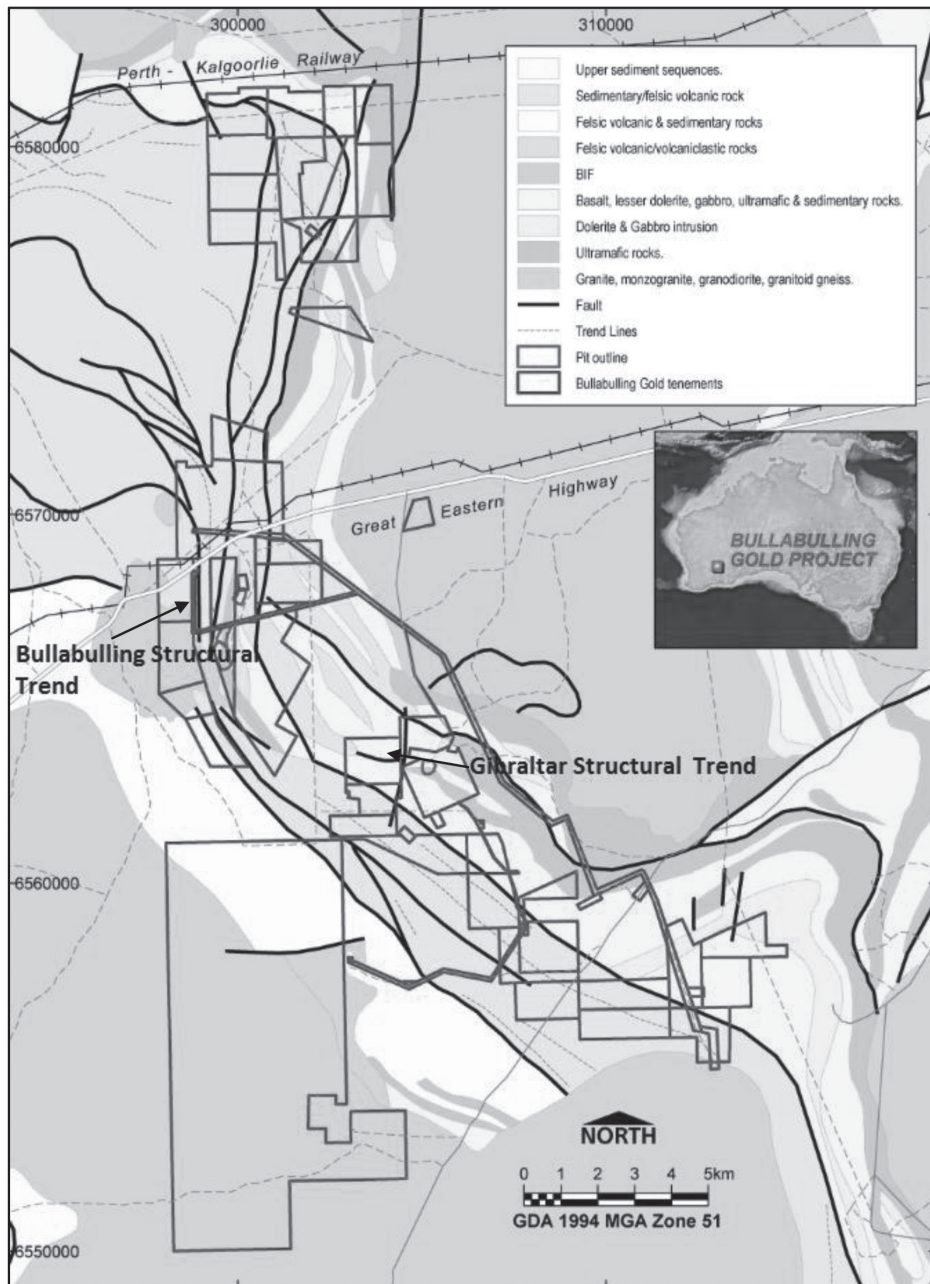 300000
310000
Perth - Kalgoorlie Railway
6580000
Upper sediment sequences.
Sedimentary/felsic volcanic rock
Felsic volcanic & sedimentary rocks
Felsic volcanic/volcaniclastic rocks
BIF
Basalt, lesser dolerite, gabbro, ultramafic & sedimentary rocks.
Dolerite & Gabbro intrusion
Ultramafic rocks.
Granite, monzogranite, granodiorite, granitoid gneiss.
Fault
Trend Lines
Pit outline
Bullabulling Gold tenements
6570000
Great Eastern Highway
BULLABULLING
GOLD PROJECT
Bullabulling Structural
Trend
Gibraltar Structural Trend
6560000
NORTH
0 1 2 3 4 5km
GDA 1994 MGA Zone 51
6550000